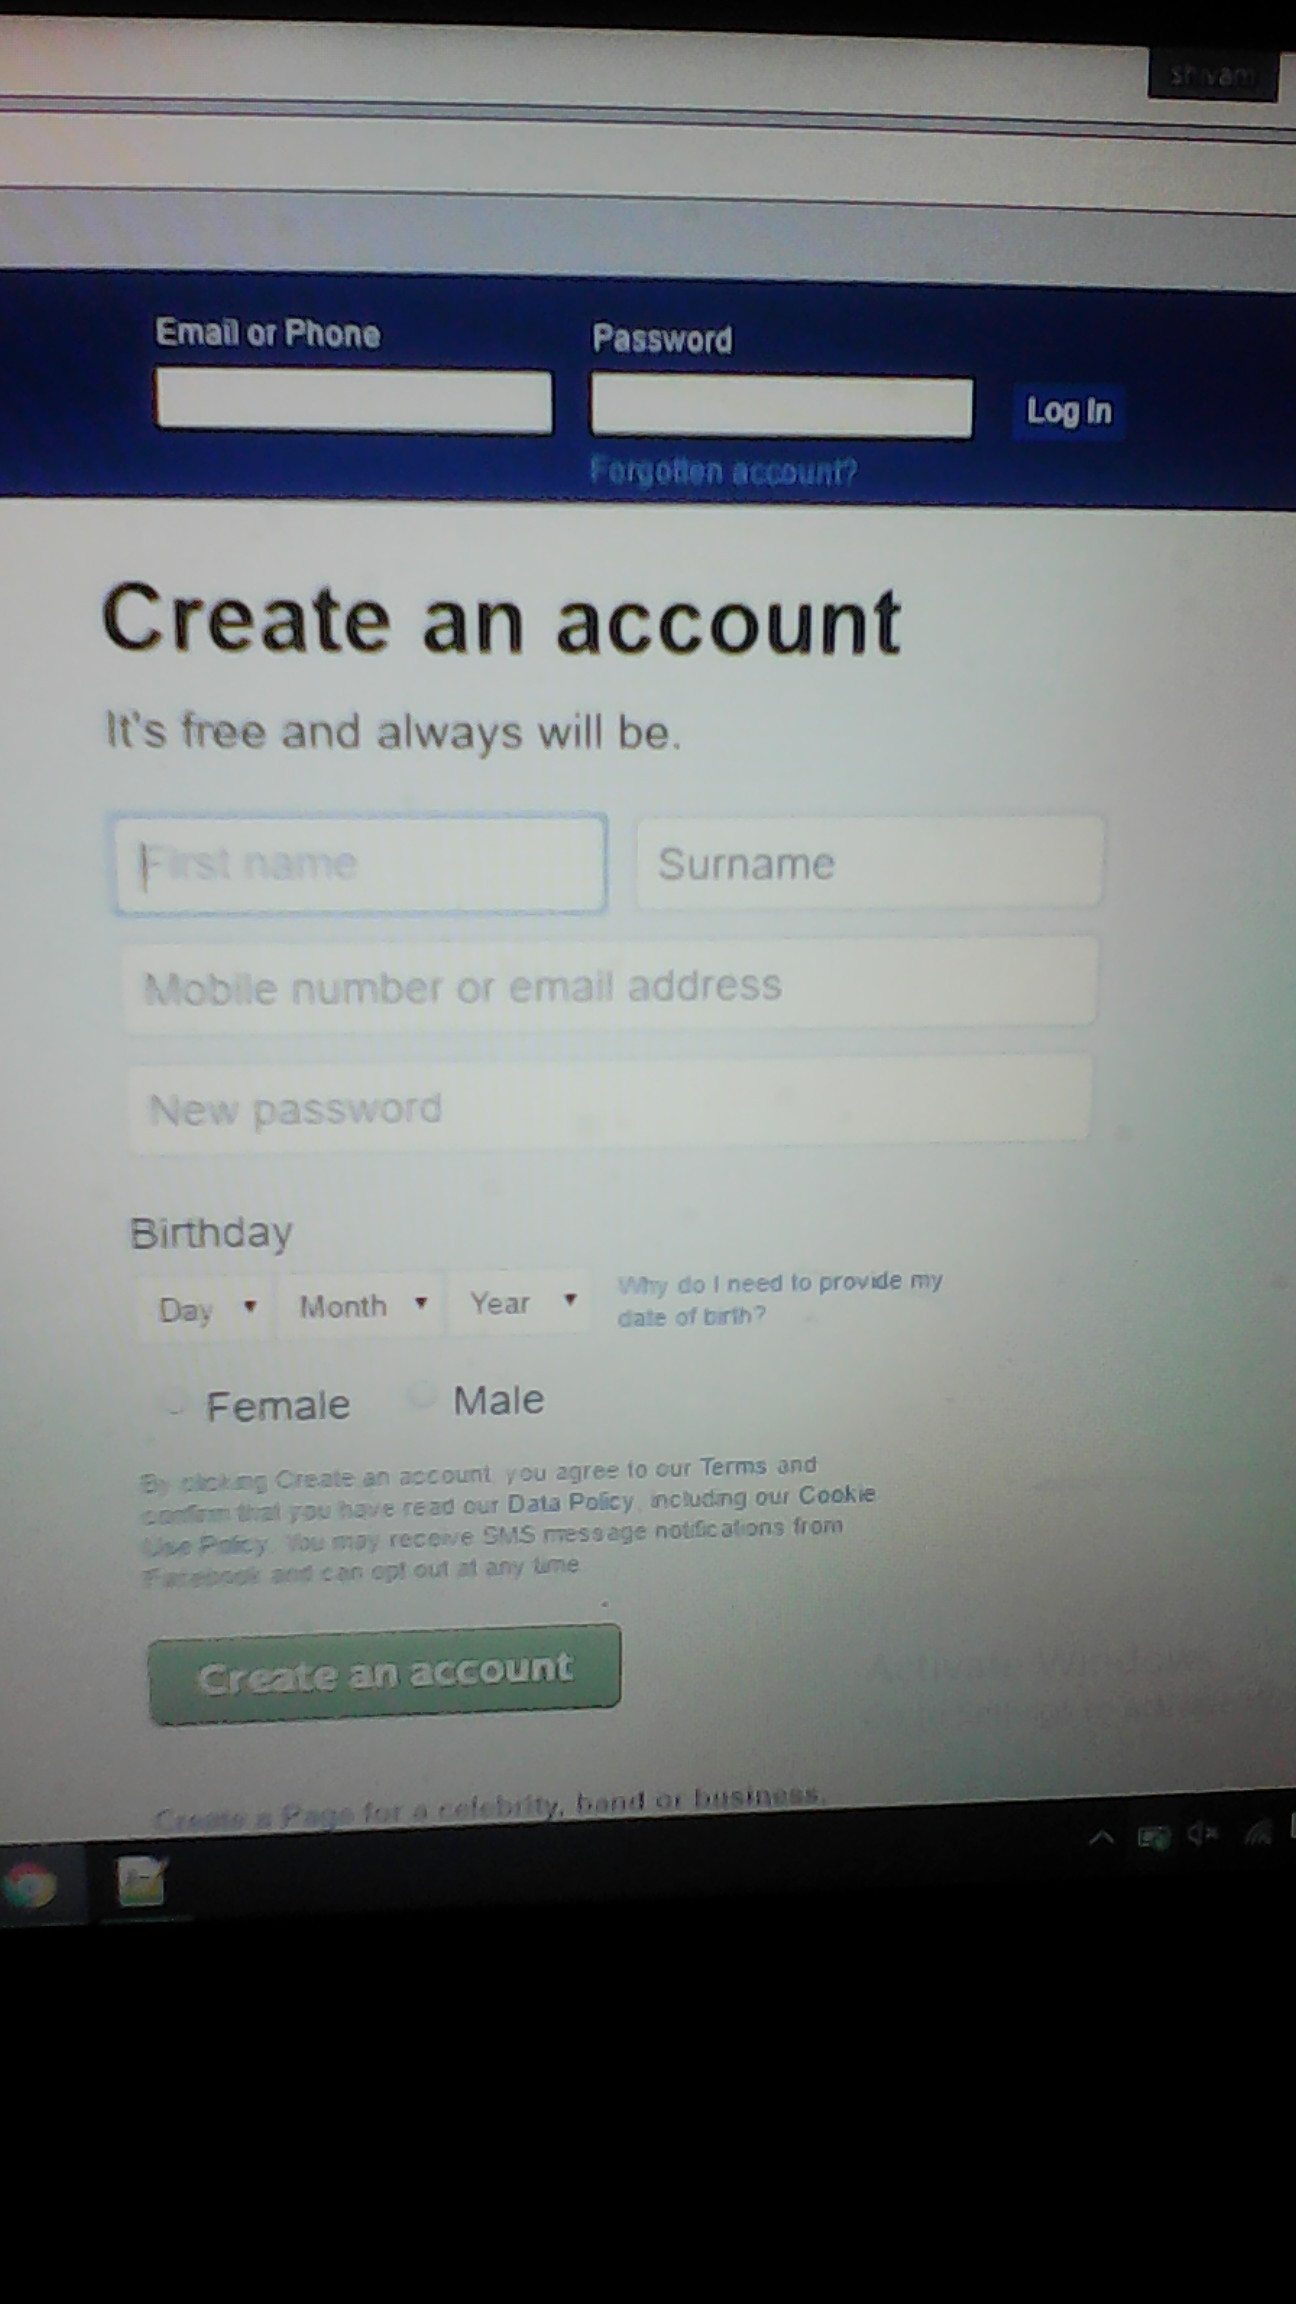 shivam
Email or Phone
Password
Log In
Forgotten account?
Create an account
It's free and always will be.
First name
Surname
Mobile number or email address
New password
Birthday
Day
Month
Year
Why do I need to provide my
date of birth?
Female
Male
By clicking Create an account, you agree to our Terms and
confirm that you have read our Data Policy, including our Cookie
Use Policy. You may receive SMS message notifications from
Facebook and can opt out at any time
Create an account
Activate Windows
Create a Page for a celebrity, band or business.